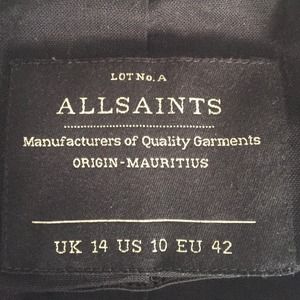 LOT No. A
ALLSAINTS
Manufacturers of Quality Garments
ORIGIN-MAURITIUS
UK 14 US 10 EU 42